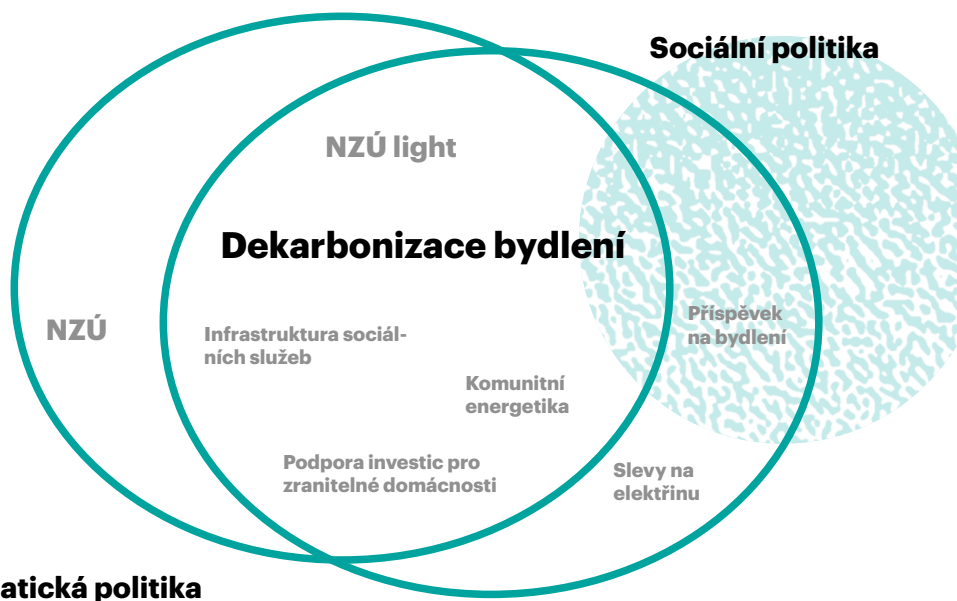 Sociální politika
NZÚ light
Dekarbonizace bydlení
NZÚ
Infrastruktura sociál-
ních služeb
Příspěvek
na bydlení
Komunitní
energetika
Podpora investic pro
zranitelné domácnosti
Slevy na
elektřinu
atická politika